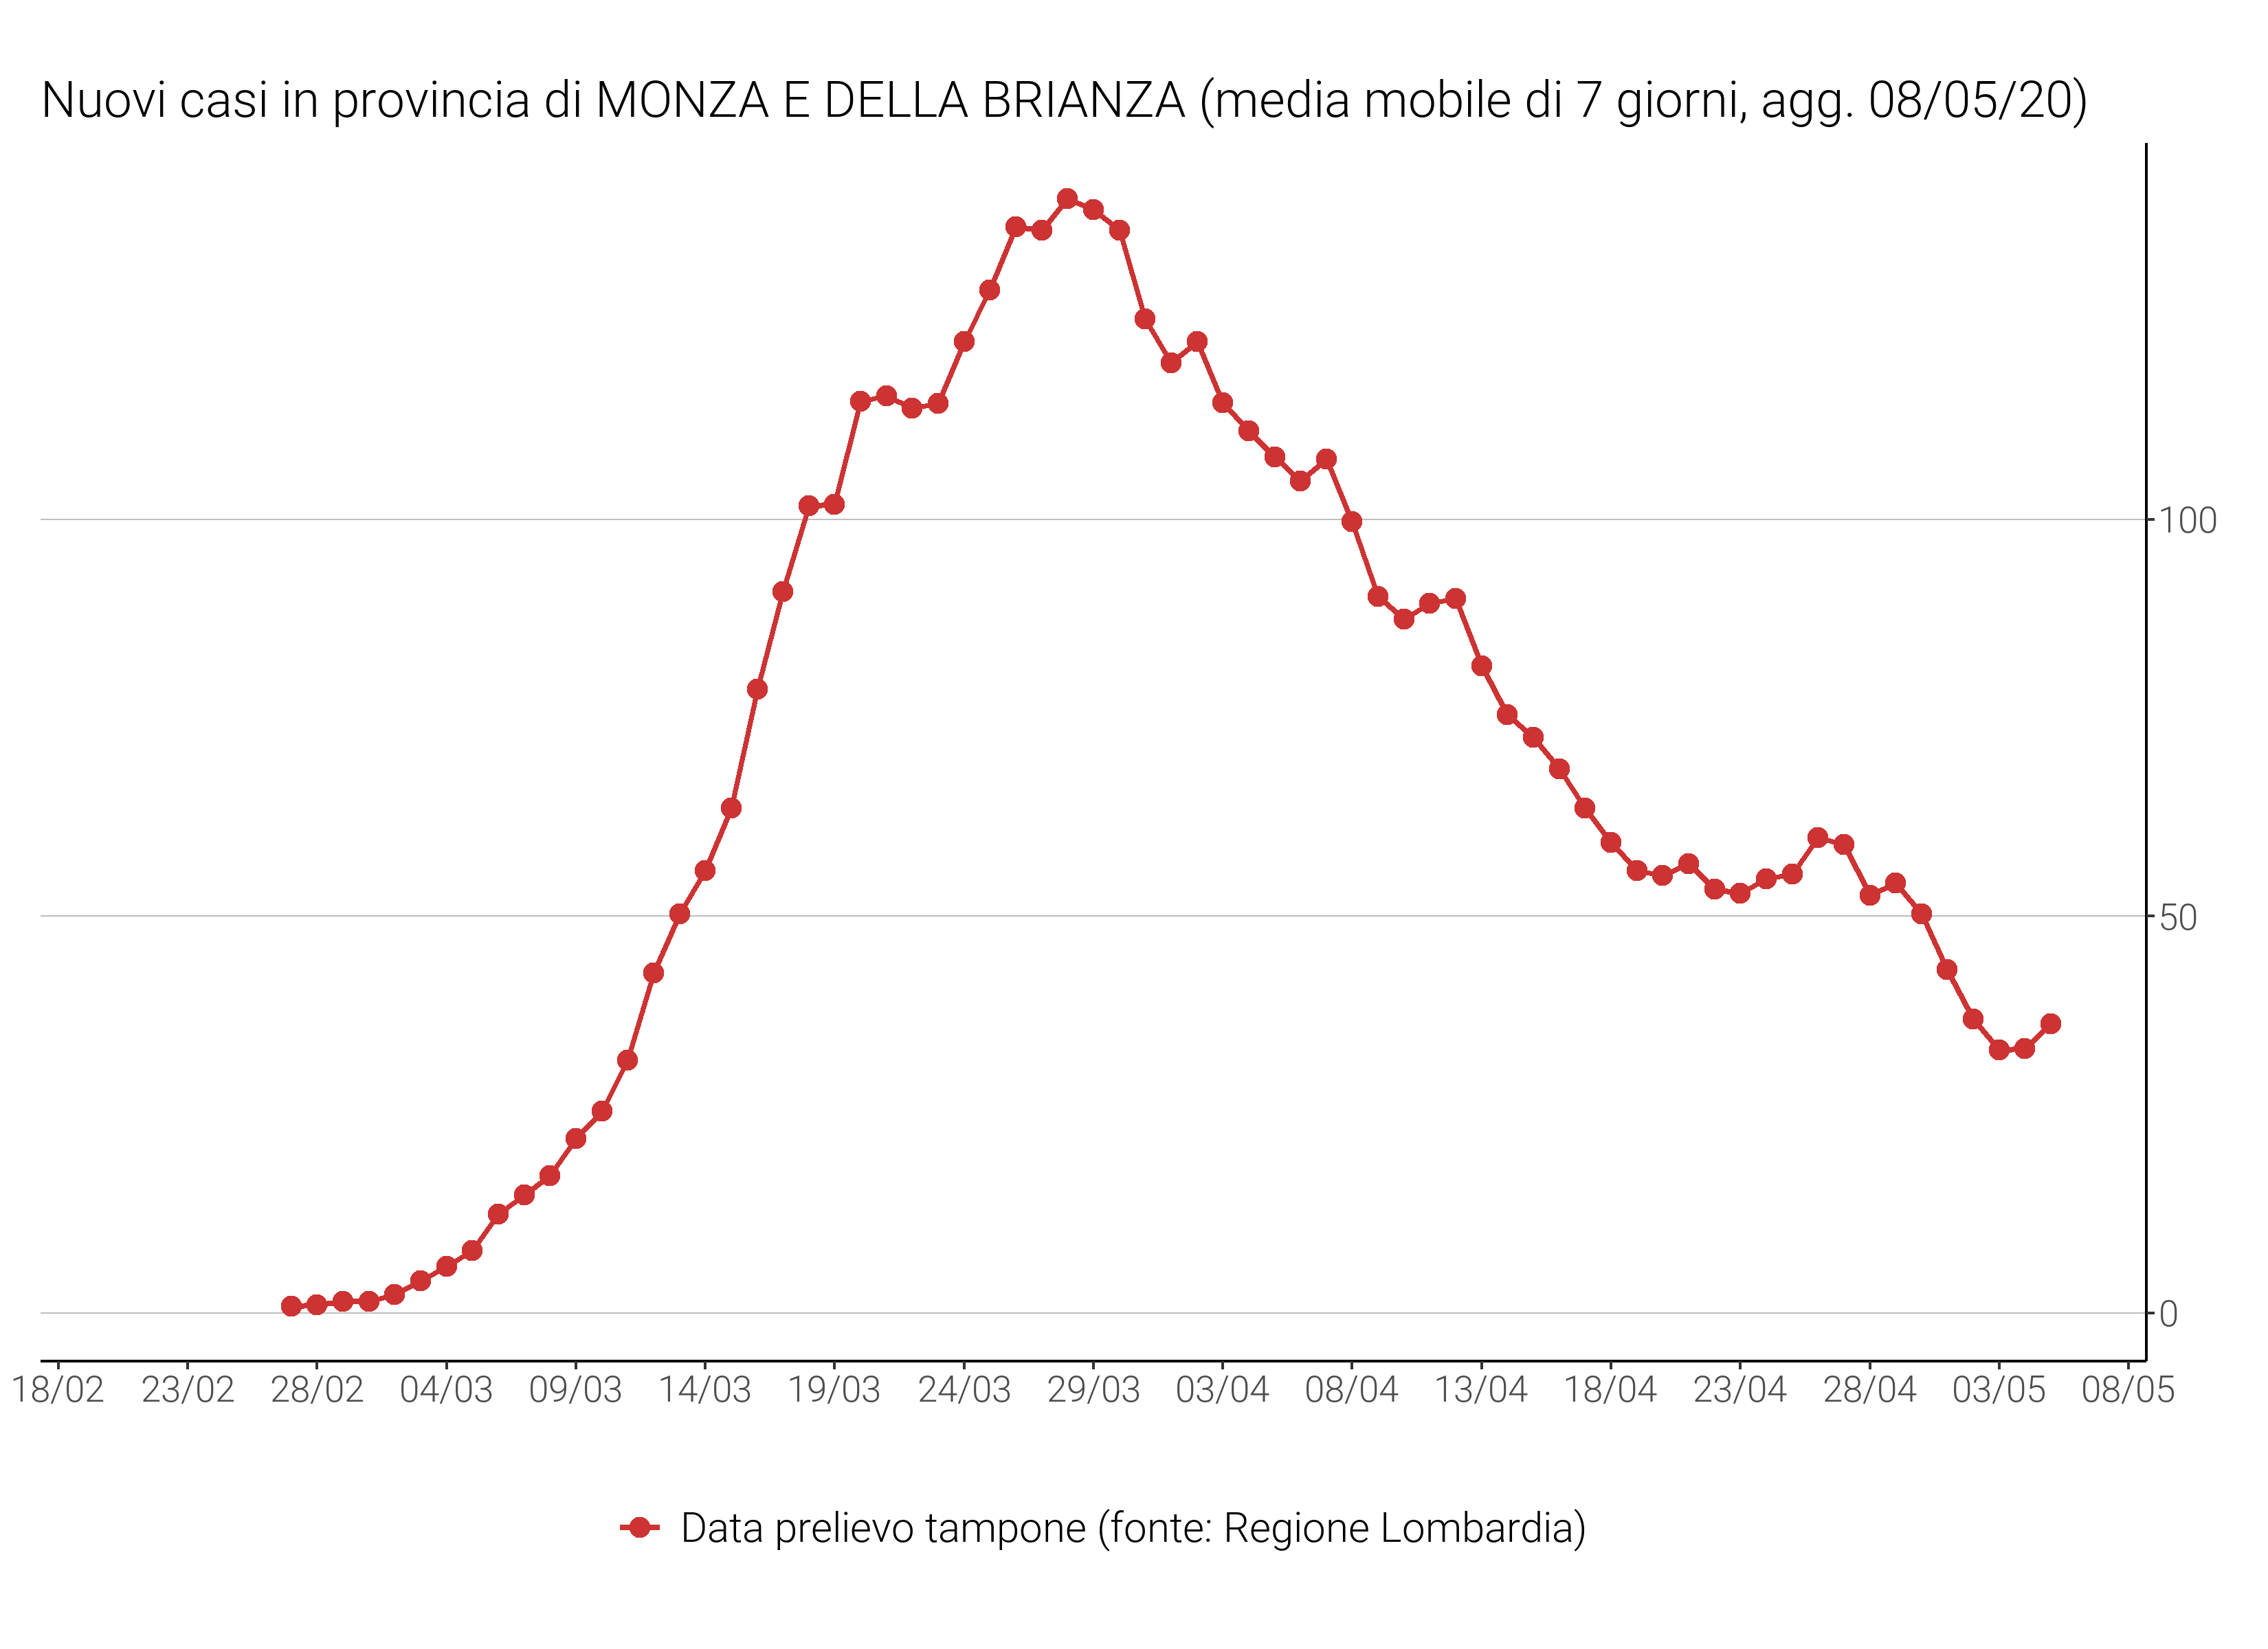 Nuovi casi in provincia di MONZA E DELLA BRIANZA (media mobile di 7 giorni, agg. 08/05/20)
100
50
0
18/02 23/02 28/02 04/03 09/03 14/03 19/03 24/03 29/03 03/04 08/04 13/04 18/04 23/04 28/04 03/05 08/05
Data prelievo tampone (fonte: Regione Lombardia)